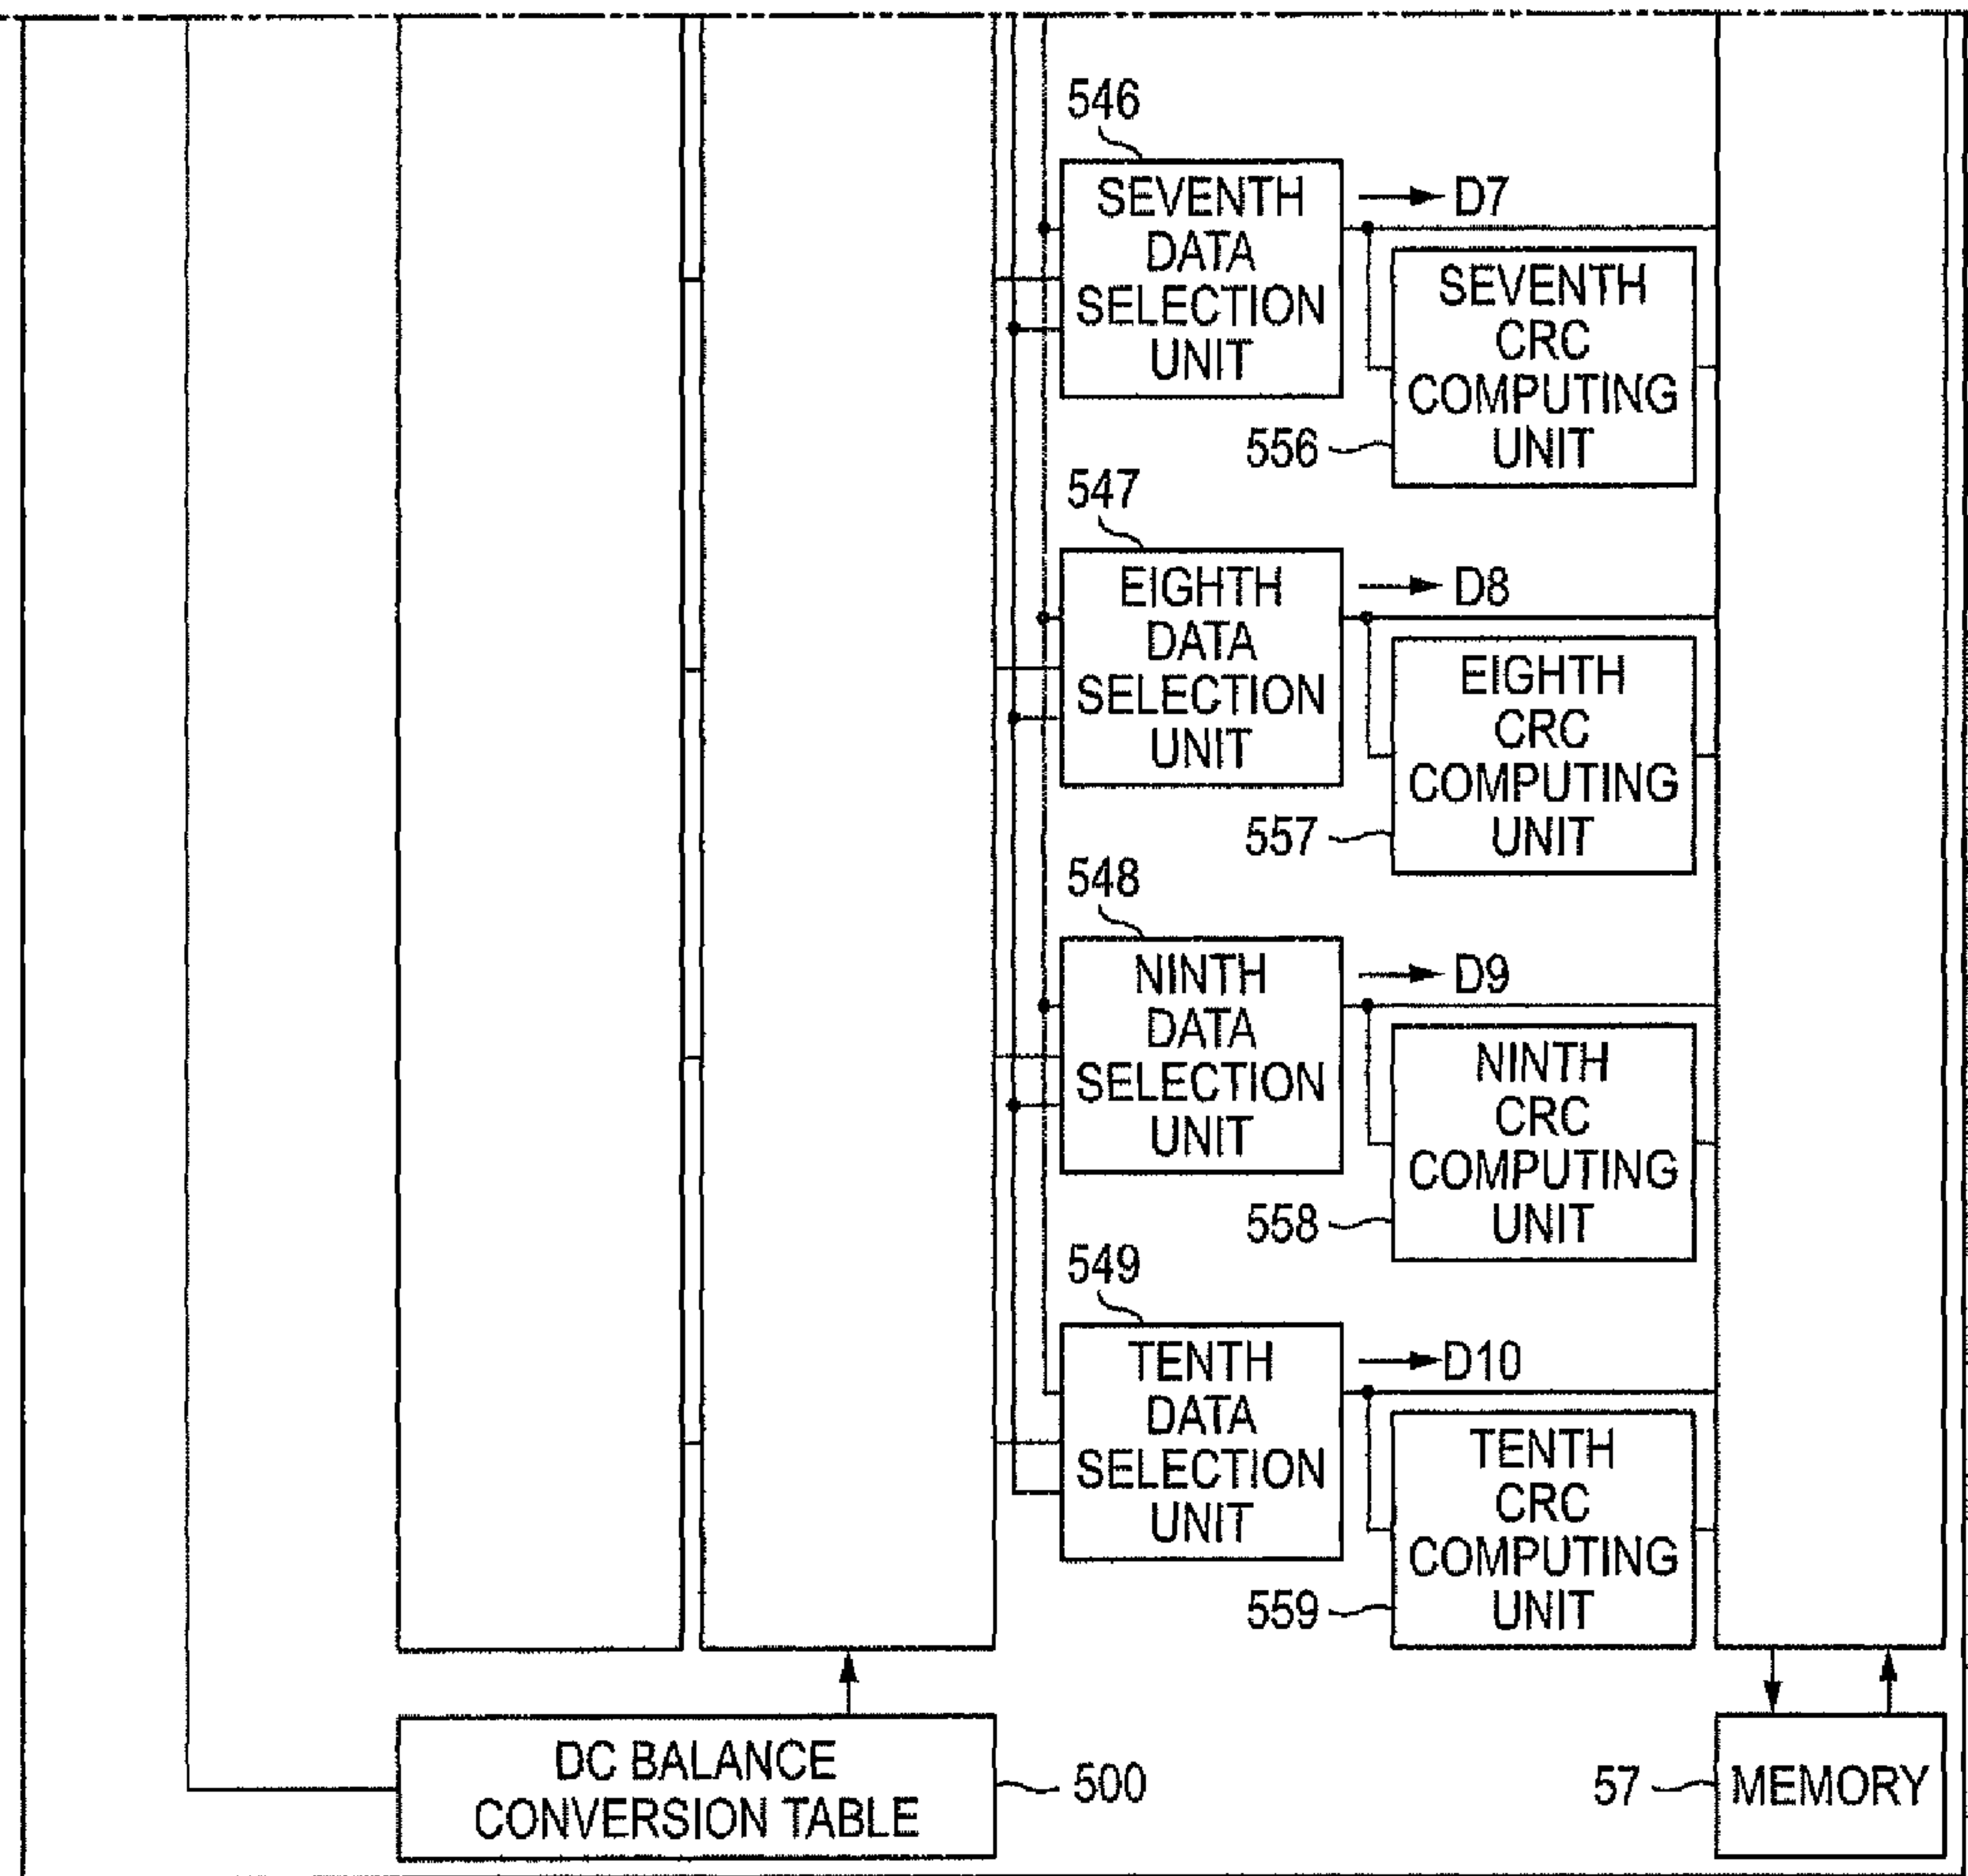 546
SEVENTH
DATA
SELECTION
UNIT
D7
SEVENTH
CRC
COMPUTING
UNIT
556
547
EIGHTH
DATA
SELECTION
UNIT
D8
EIGHTH
CRC
COMPUTING
UNIT
557
548
NINTH
DATA
SELECTION
UNIT
D9
NINTH
CRC
COMPUTING
UNIT
558
549
TENTH
DATA
SELECTION
UNIT
D10
TENTH
CRC
COMPUTING
UNIT
559
DC BALANCE
CONVERSION TABLE
500
57
MEMORY